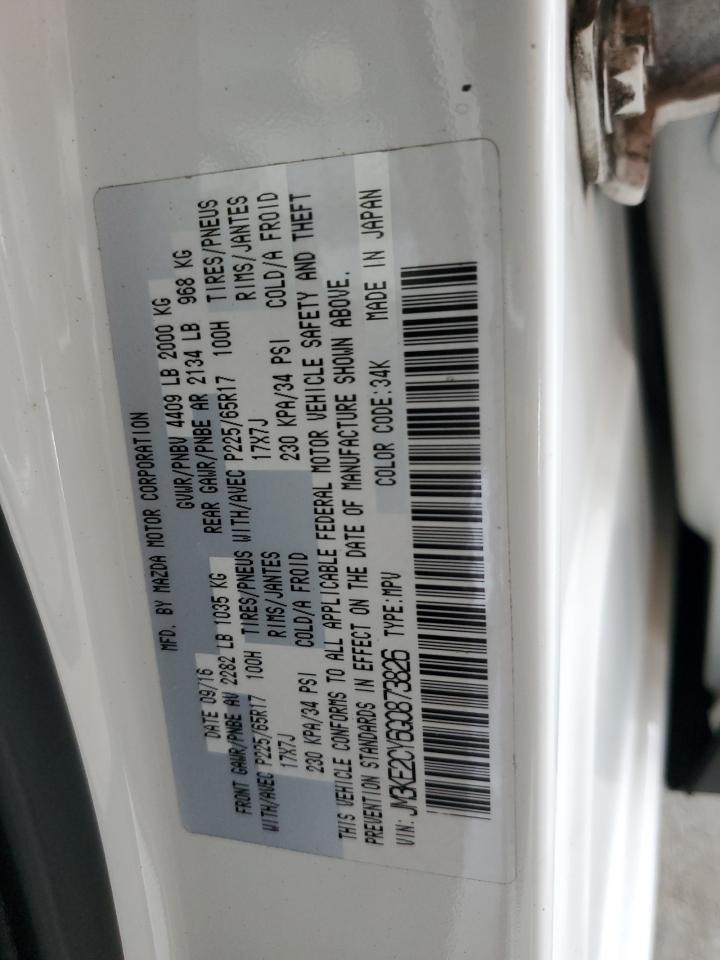 MFD. BY MAZDA MOTOR CORPORATION
DATE 09/16 GVWR/PNBV 4409 LB 2000 KG
FRONT GAWR/PNBE AV 2282 LB 1035 KG REAR GAWR/PNBE AR 2134 LB 968 KG
WITH/AVEC P225/65R17 100H TIRES/PNEUS WITH/AVEC P225/65R17 100H TIRES/PNEUS
17X7J RIMS/JANTES 17X7J RIMS/JANTES
230 KPA/34 PSI COLD/A FROID 230 KPA/34 PSI COLD/A FROID
THIS VEHICLE CONFORMS TO ALL APPLICABLE FEDERAL MOTOR VEHICLE SAFETY AND THEFT
PREVENTION STANDARDS IN EFFECT ON THE DATE OF MANUFACTURE SHOWN ABOVE.
VIN: JM3KE2CY6G0873826 TYPE:MPV COLOR CODE:34K MADE IN JAPAN